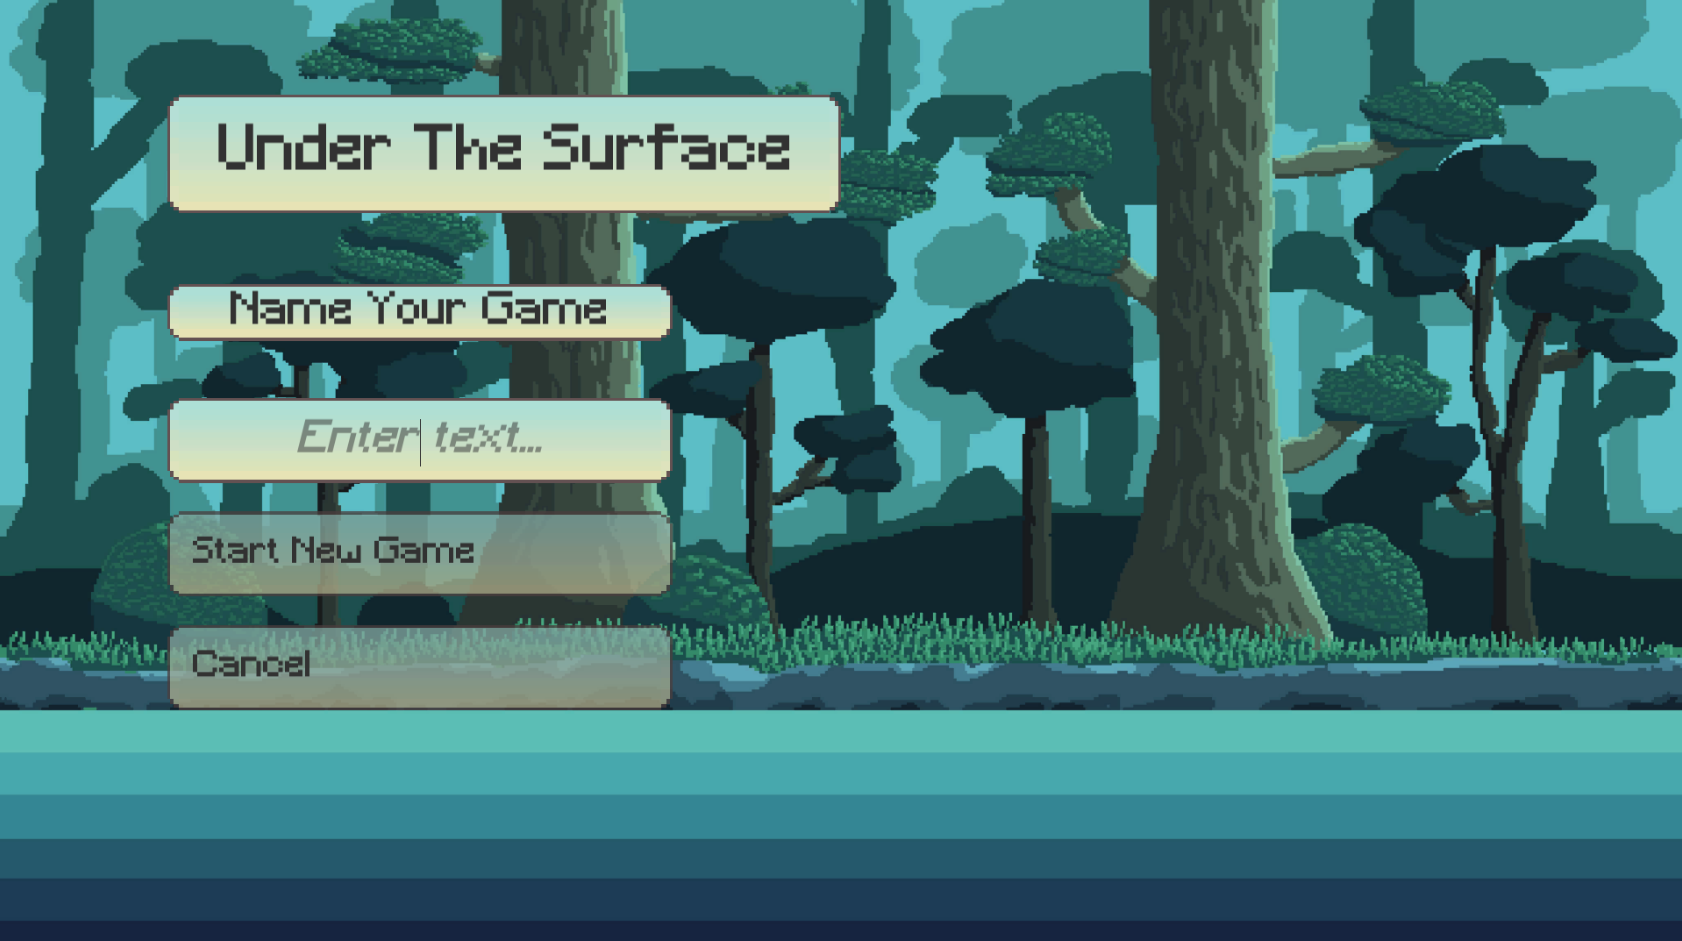 Under The Surface
Name Your Game
Enter text...
Start New Game
Cancel